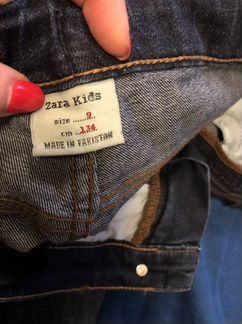 Zara Kids
size ......9..
cm ....134
MADE IN PAKISTAN